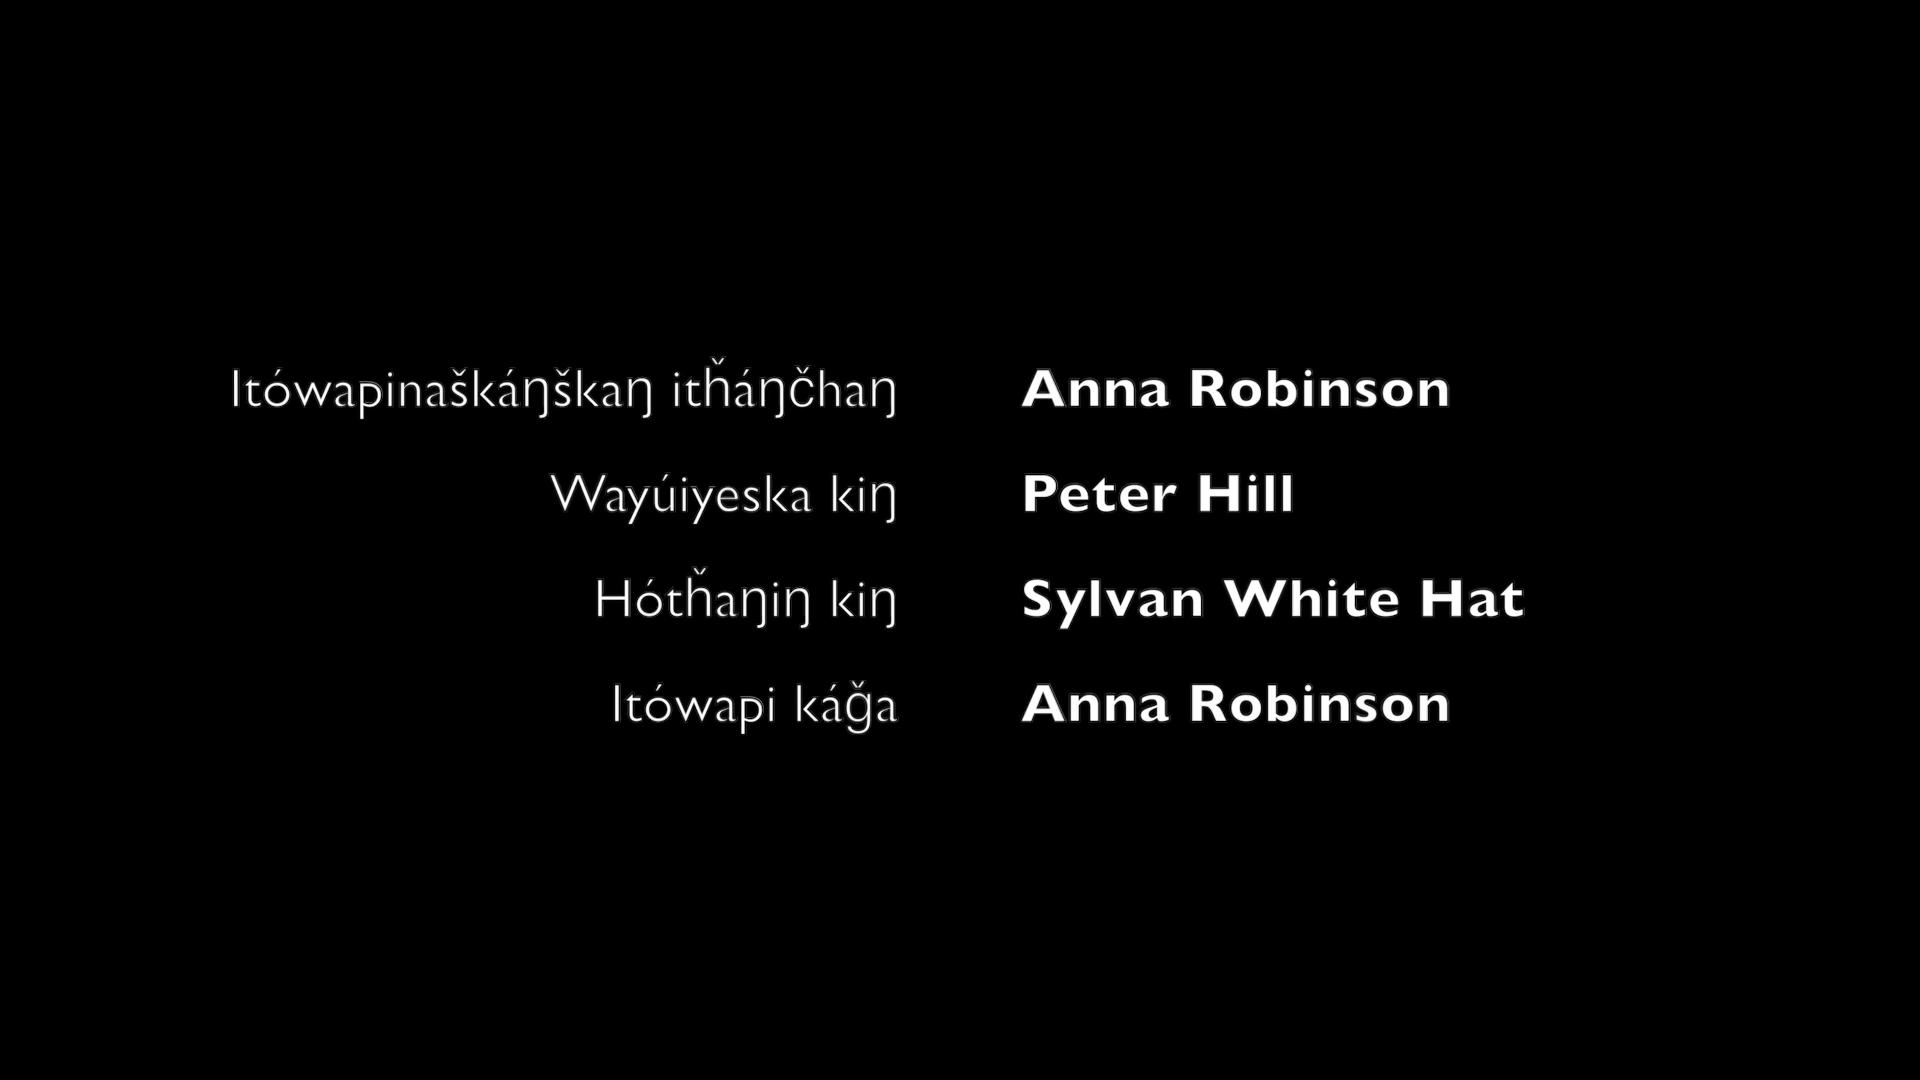 Itówapinaškáŋškaŋ itȟáŋčhaŋ Anna Robinson
Wayúiyeska kiŋ Peter Hill
Hótȟaŋiŋ kiŋ Sylvan White Hat
Itówapi káǧa Anna Robinson